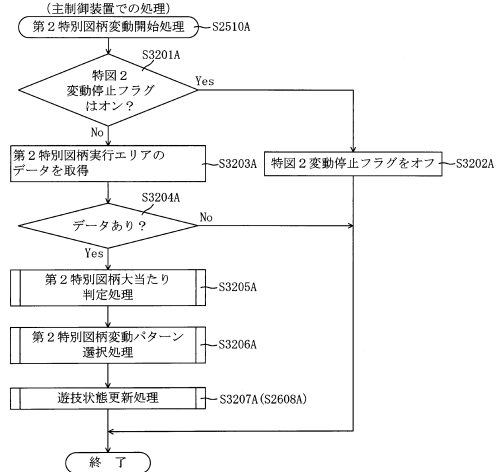 (主制御装置での処理)
第2特別図柄変動開始処理
S2510A
S3201A
特図2
変動停止フラグ
はオン?
Yes
No
第2特別図柄実行エリアの
データを取得
S3203A
特図2変動停止フラグをオフ
S3202A
S3204A
データあり?
No
Yes
第2特別図柄大当たり
判定処理
S3205A
第2特別図柄変動パターン
選択処理
S3206A
遊技状態更新処理
S3207A(S2608A)
終 了